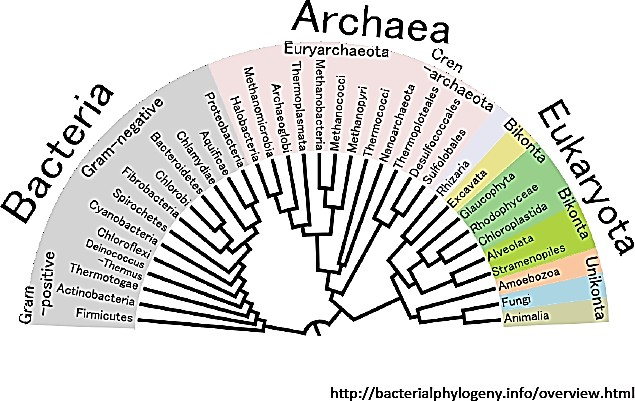 Archaea
Bacteria
Eukaryota
Gram-negative
Gram
-positive
Euryarchaeota
Cren
-archaeota
Bikonta
Bikonta
Unikonta
Firmicutes
Actinobacteria
Thermotogae
Deinococcus
-Thermus
Chloroflexi
Cyanobacteria
Spirochetes
Fibrobacteria
Chlorobi
Bacteroidetes
Chlamydiae
Aquificae
Proteobacteria
Halobacteria
Methanomicrobia
Archaeoglobi
Thermoplasmata
Methanobacteria
Methanococci
Methanopyri
Thermococci
Nanoarchaeota
Thermoproteales
Desulfococcales
Sulfolobales
Rhizaria
Excavata
Glaucophyta
Rhodophyceae
Chloroplastida
Alveolata
Stramenopiles
Amoebozoa
Fungi
Animalia
http://bacterialphylogeny.info/overview.html